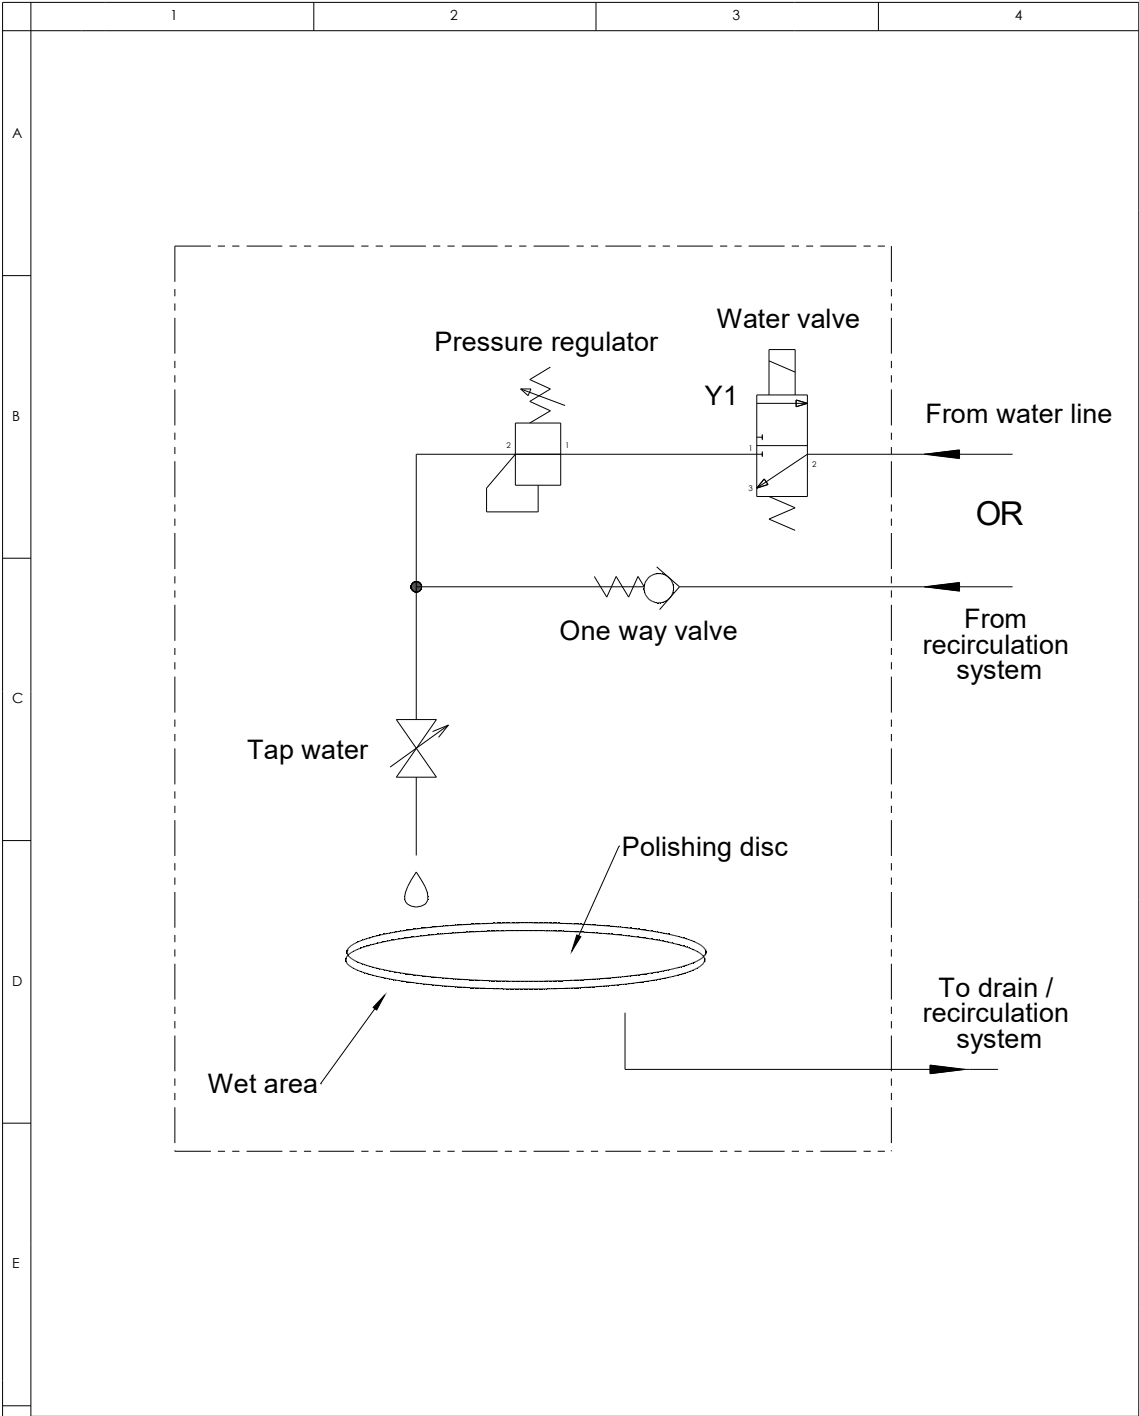 1 2 3 4
A
Water valve
Pressure regulator
B
Y1
From water line
2 1
1
2
3
OR
One way valve
From
recirculation
system
C
Tap water
Polishing disc
D
To drain /
recirculation
system
Wet area
E